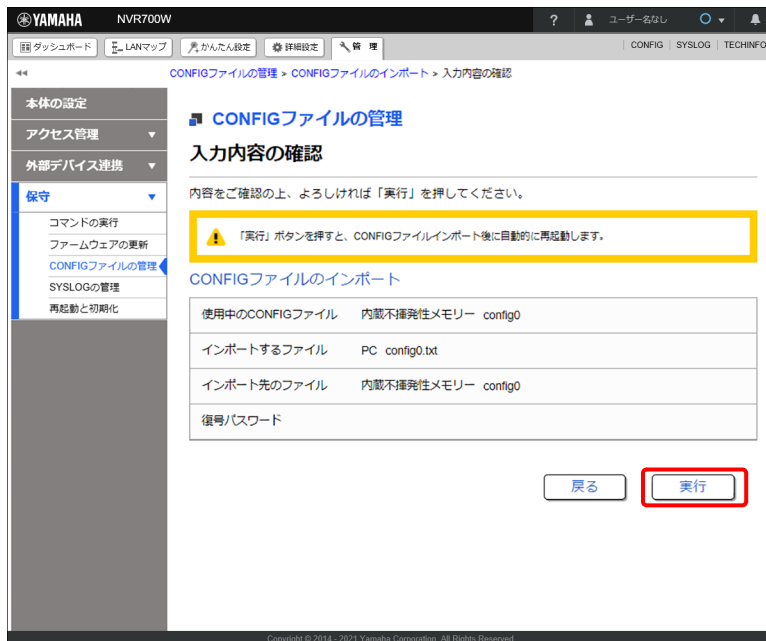 YAMAHA NVR700W ? ユーザー名なし
ダッシュボード LANマップ かんたん設定 詳細設定 管 理 CONFIG SYSLOG TECHINFO
CONFIGファイルの管理 > CONFIGファイルのインポート > 入力内容の確認
本体の設定
アクセス管理
外部デバイス連携
保守
コマンドの実行
ファームウェアの更新
CONFIGファイルの管理
SYSLOGの管理
再起動と初期化
CONFIGファイルの管理
入力内容の確認
内容をご確認の上、よろしければ「実行」を押してください。
「実行」ボタンを押すと、CONFIGファイルインポート後に自動的に再起動します。
CONFIGファイルのインポート
使用中のCONFIGファイル 内蔵不揮発性メモリー config0
インポートするファイル PC config0.txt
インポート先のファイル 内蔵不揮発性メモリー config0
復号パスワード
戻る 実行
Copyright © 2014 - 2021 Yamaha Corporation. All Rights Reserved.